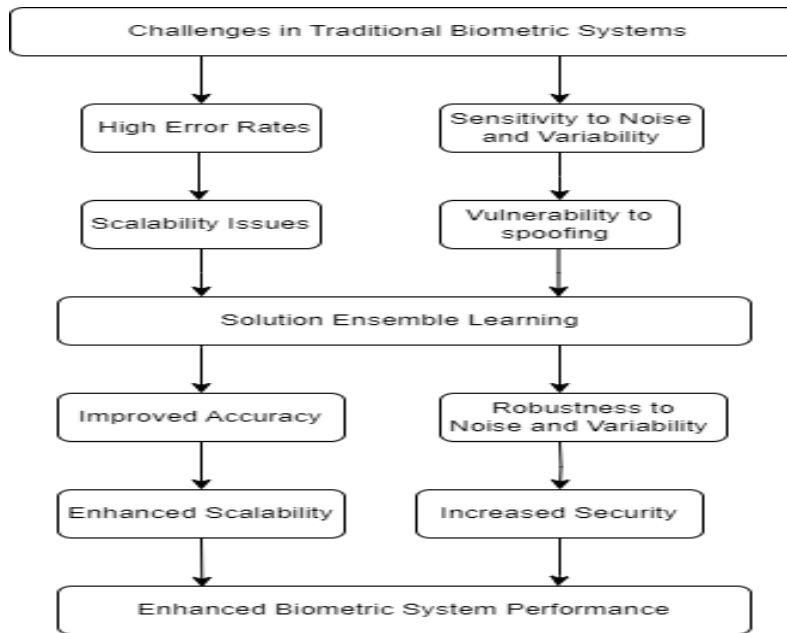 Challenges in Traditional Biometric Systems
High Error Rates
Sensitivity to Noise
and Variability
Scalability Issues
Vulnerability to
spoofing
Solution Ensemble Learning
Improved Accuracy
Robustness to
Noise and Variability
Enhanced Scalability
Increased Security
Enhanced Biometric System Performance